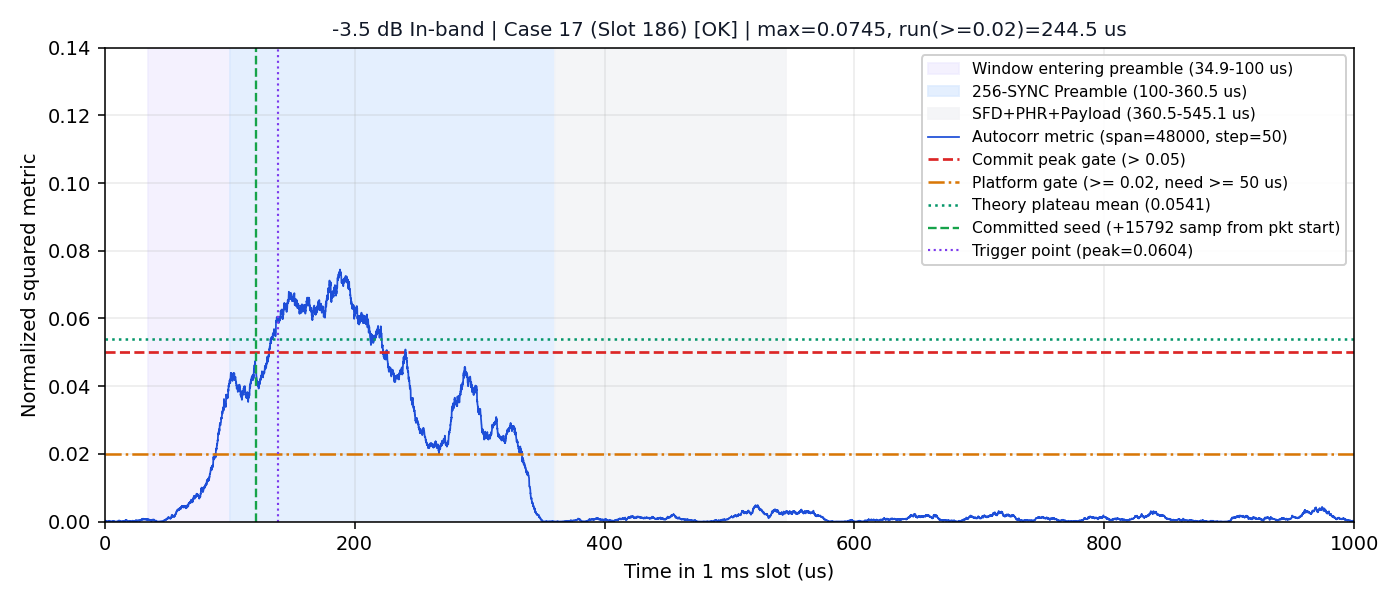 -3.5 dB In-band | Case 17 (Slot 186) [OK] | max=0.0745, run(>=0.02)=244.5 us
Normalized squared metric
0.14
0.12
0.10
0.08
0.06
0.04
0.02
0.00
Window entering preamble (34.9-100 us)
256-SYNC Preamble (100-360.5 us)
SFD+PHR+Payload (360.5-545.1 us)
Autocorr metric (span=48000, step=50)
Commit peak gate (> 0.05)
Platform gate (>= 0.02, need >= 50 us)
Theory plateau mean (0.0541)
Committed seed (+15792 samp from pkt start)
Trigger point (peak=0.0604)
0 200 400 600 800 1000
Time in 1 ms slot (us)